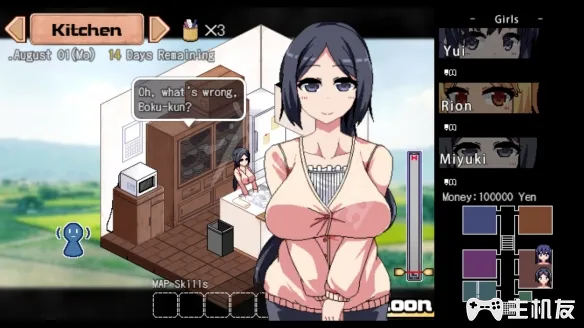 Girls
Kitchen
×3
.August 01(Mo) 14 Days Remaining
Yui
Oh, what's wrong,
Boku-kun?
Rion
Miyuki
Money:100000 Yen
MAP-Skills
oon
主机友